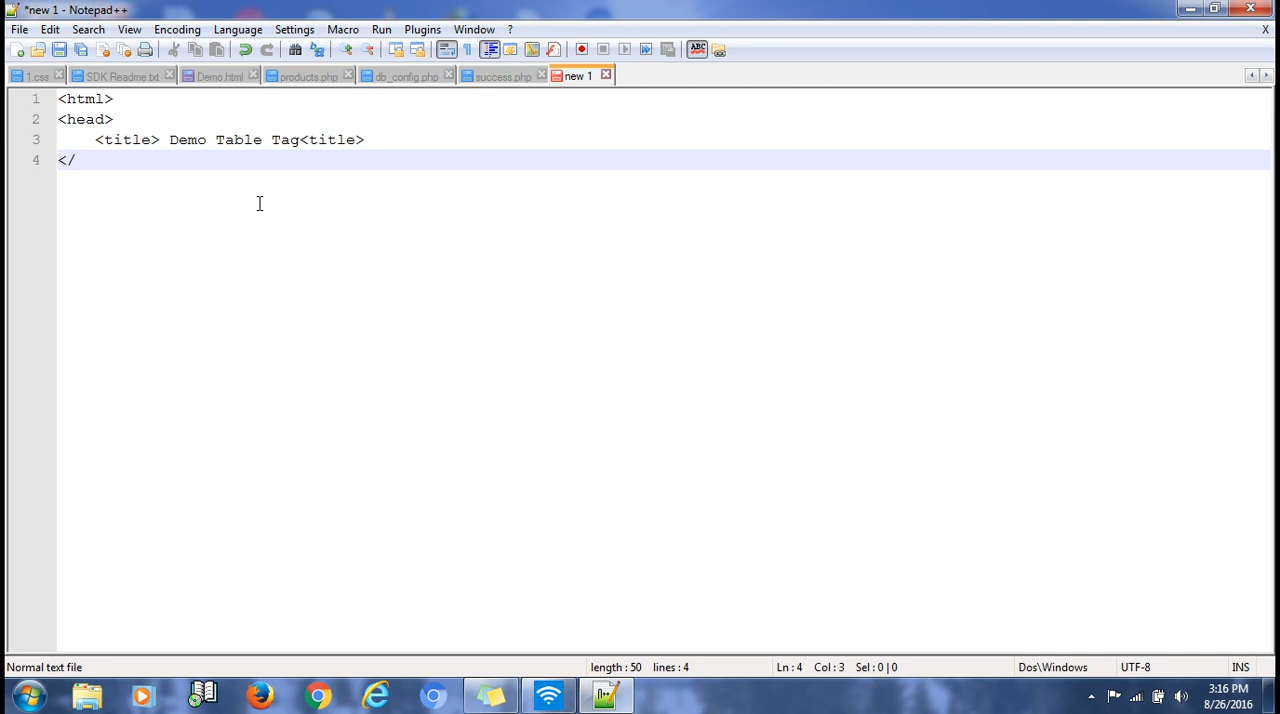 *new 1 - Notepad++
File Edit Search View Encoding Language Settings Macro Run Plugins Window ? X
ABC
1.css SDK Readme.txt Demo.html products.php db_config.php success.php new 1
1 <html>
2 <head>
3 <title> Demo Table Tag<title>
4 </
Normal text file length : 50 lines : 4 Ln : 4 Col : 3 Sel : 0 | 0 Dos\Windows UTF-8 INS
3:16 PM
8/26/2016